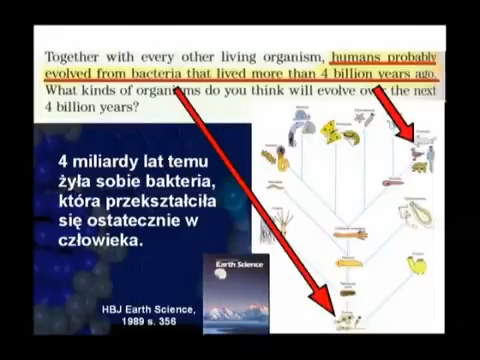 Together with every other living organism, humans probably
evolved from bacteria that lived more than 4 billion years ago.
What kinds of organisms do you think will evolve over the next
4 billion years?
4 miliardy lat temu
żyła sobie bakteria,
która przekształciła
się ostatecznie w
człowieka.
Earth Science
HBJ Earth Science,
1989 s. 356